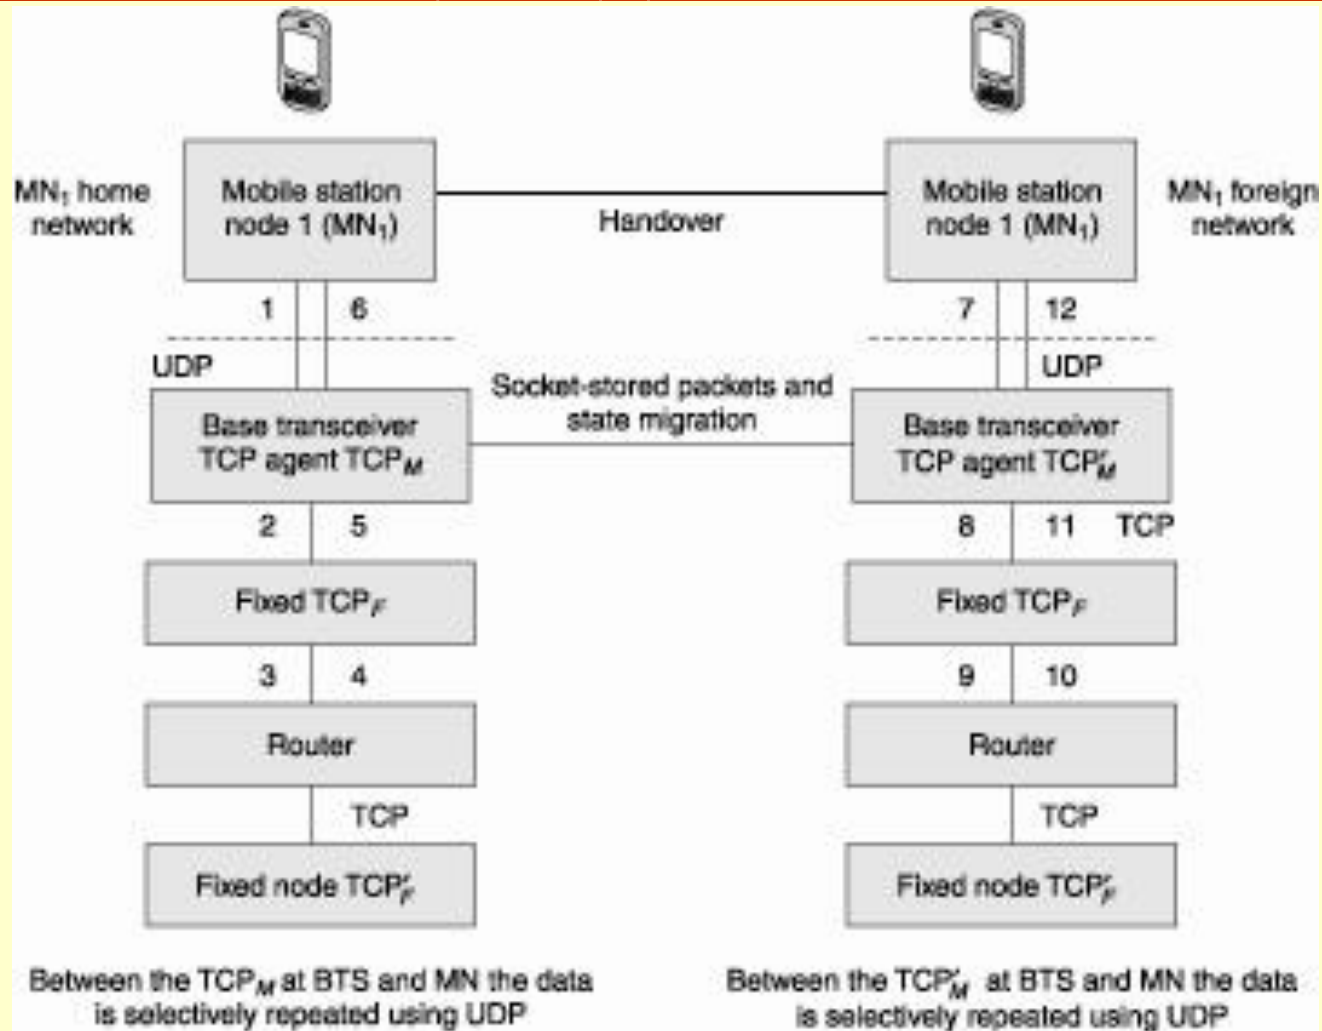 MN₁ home
network
Mobile station
node 1 (MN₁)
Handover
Mobile station
node 1 (MN₁)
MN₁ foreign
network
1 6
7 12
UDP
UDP
Socket-stored packets and
state migration
Base transceiver
TCP agent TCP_M
Base transceiver
TCP agent TCP′_M
2 5
8 11 TCP
Fixed TCP_F
Fixed TCP_F
3 4
9 10
Router
Router
TCP
TCP
Fixed node TCP′_F
Fixed node TCP′_F
Between the TCP_M at BTS and MN the data
is selectively repeated using UDP
Between the TCP′_M at BTS and MN the data
is selectively repeated using UDP